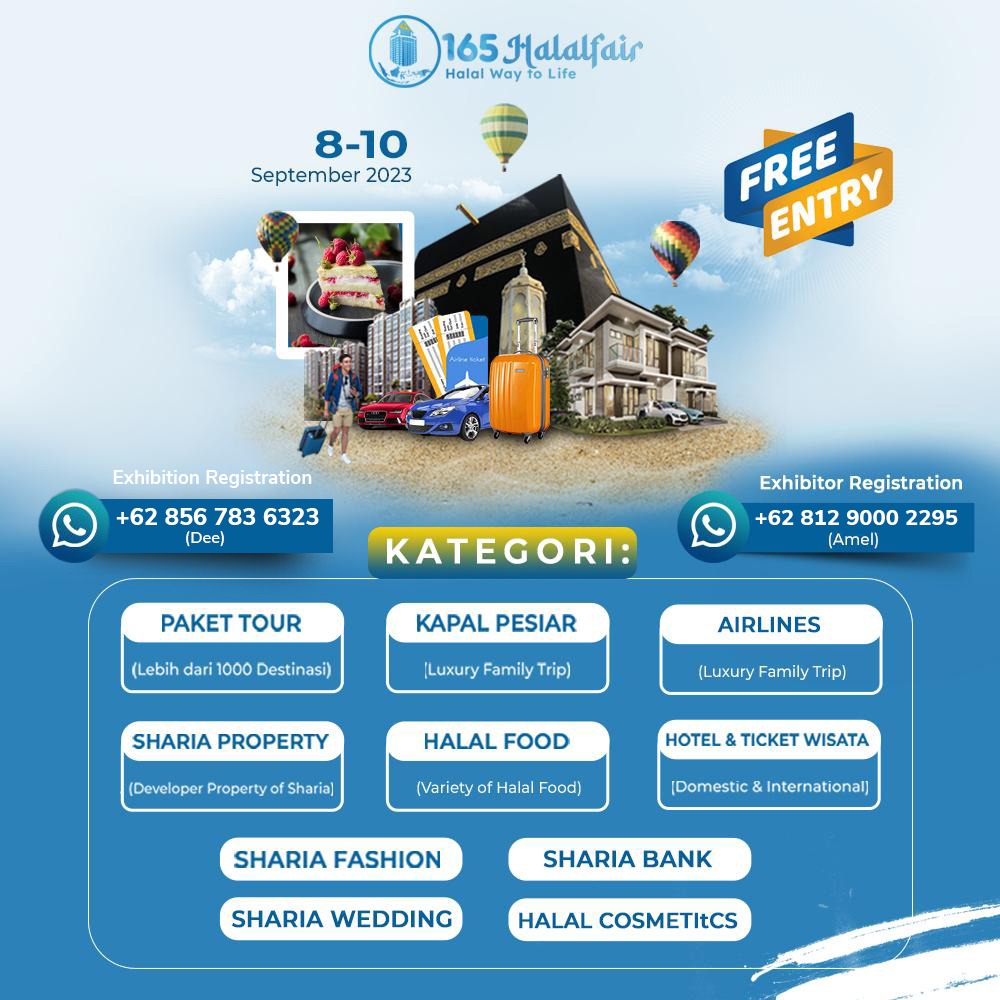 165 Halalfair
Halal Way to Life
8-10
September 2023
FREE
ENTRY
Airline ticket
Exhibition Registration
+62 856 783 6323
(Dee)
Exhibitor Registration
+62 812 9000 2295
(Amel)
KATEGORI:
PAKET TOUR
(Lebih dari 1000 Destinasi)
KAPAL PESIAR
(Luxury Family Trip)
AIRLINES
(Luxury Family Trip)
SHARIA PROPERTY
(Developer Property of Sharia)
HALAL FOOD
(Variety of Halal Food)
HOTEL & TICKET WISATA
(Domestic & International)
SHARIA FASHION
SHARIA BANK
SHARIA WEDDING
HALAL COSMETItCS